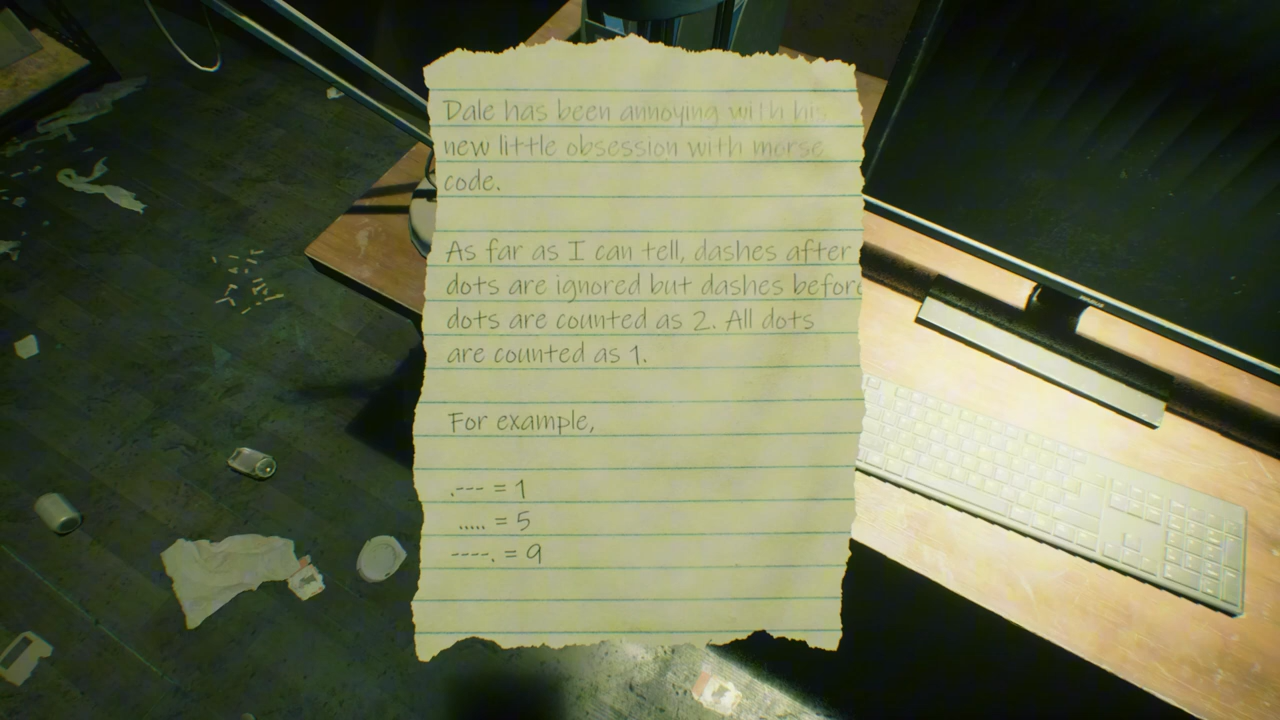 Dale has been annoying with his
new little obsession with morse
code.
As far as I can tell, dashes after
dots are ignored but dashes before
dots are counted as 2. All dots
are counted as 1.
For example,
.--- = 1
..... = 5
----. = 9